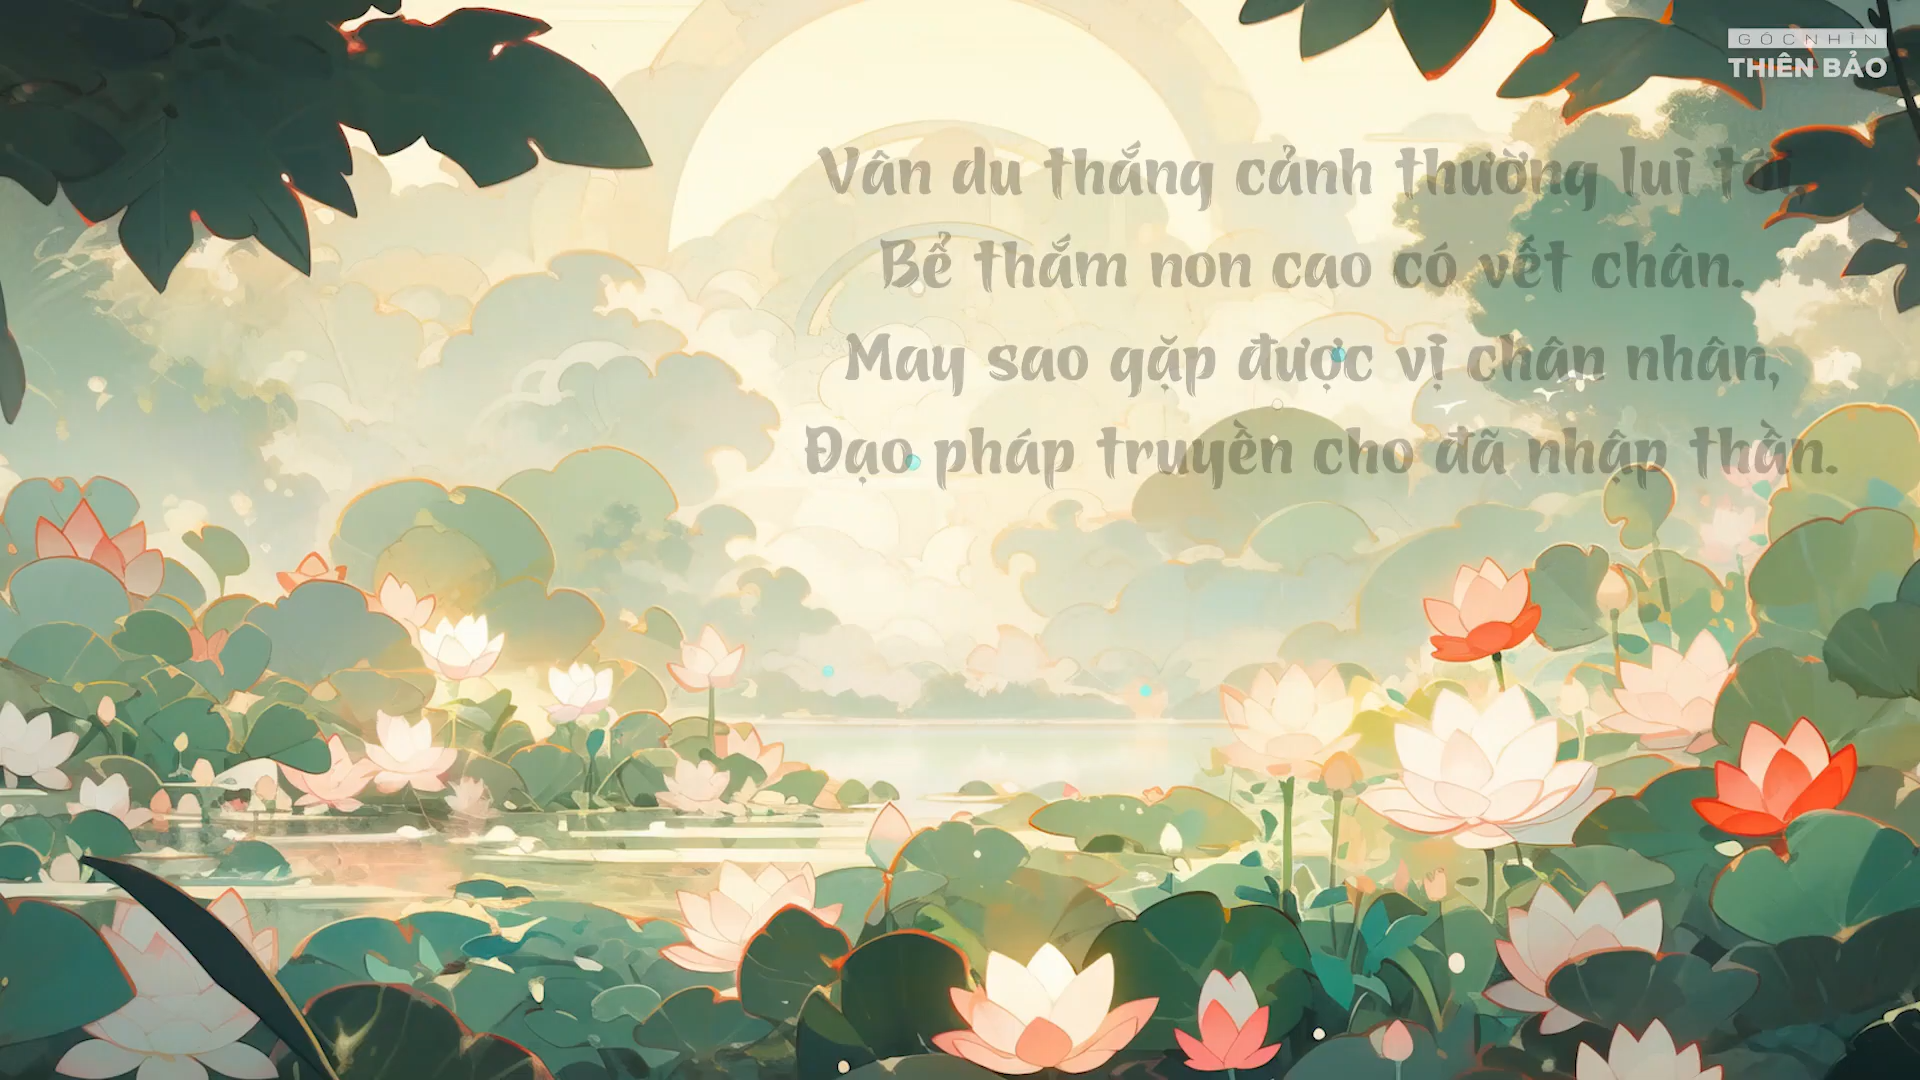 GÓC NHÌN
THIÊN BẢO
Vân du thắng cảnh thường lui tới
Bể thắm non cao có vết chân.
May sao gặp được vị chân nhân,
Đạo pháp truyền cho đã nhập thần.